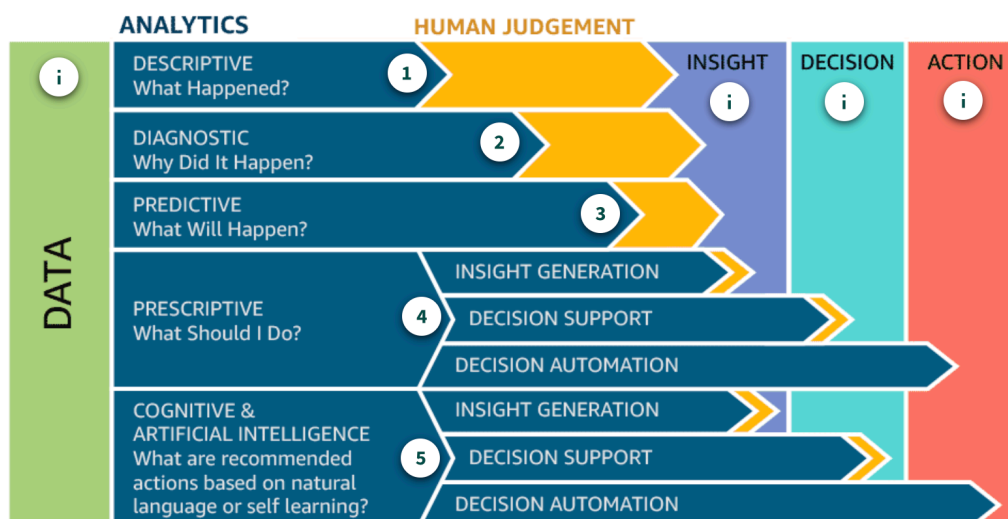 ANALYTICS
HUMAN JUDGEMENT
i
DATA
DESCRIPTIVE
What Happened?
1
INSIGHT
i
DECISION
i
ACTION
i
DIAGNOSTIC
Why Did It Happen?
2
PREDICTIVE
What Will Happen?
3
PRESCRIPTIVE
What Should I Do?
4
INSIGHT GENERATION
DECISION SUPPORT
DECISION AUTOMATION
COGNITIVE &
ARTIFICIAL INTELLIGENCE
What are recommended
actions based on natural
language or self learning?
5
INSIGHT GENERATION
DECISION SUPPORT
DECISION AUTOMATION